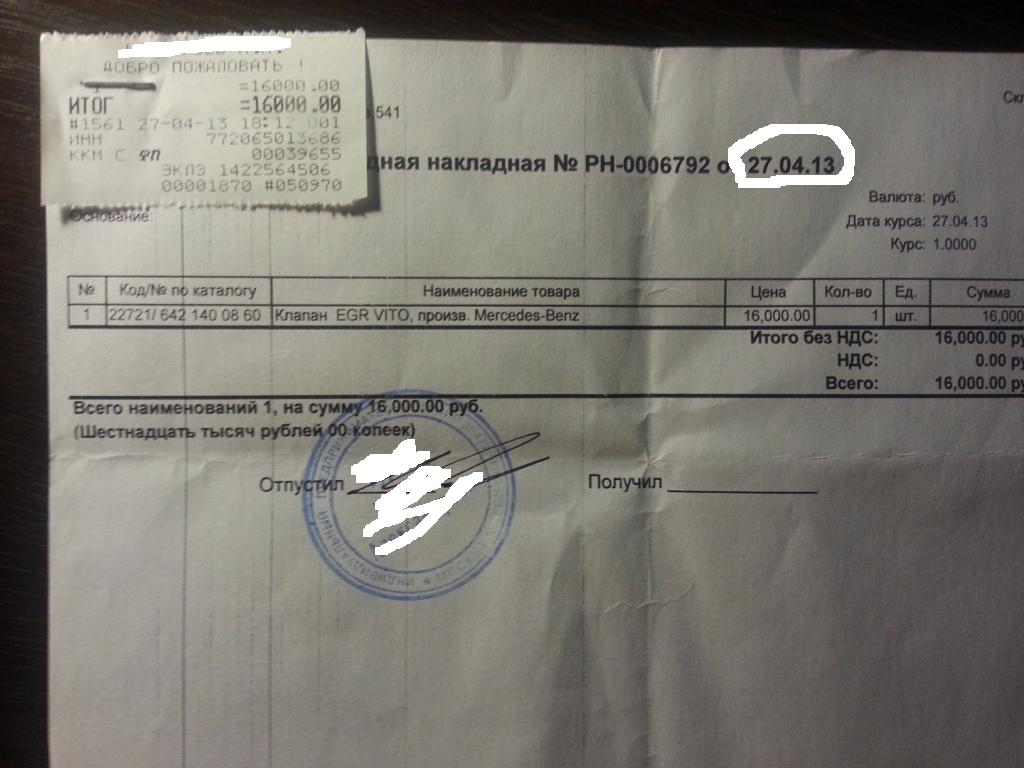 ДОБРО ПОЖАЛОВАТЬ !
=16000.00
ИТОГ =16000.00
#1561 27-04-13 18:12 001
ИНН 772065013686
ККМ С ФП 00039655
ЭКЛЗ 1422564506
00001870 #050970
.541
Скл
дная накладная № РН-0006792 о 27.04.13
Основание:
Валюта: руб.
Дата курса: 27.04.13
Курс: 1.0000
№ Код/№ по каталогу Наименование товара Цена Кол-во Ед. Сумма
1 22721/ 642 140 08 60 Клапан EGR VITO, произв. Mercedes-Benz 16,000.00 1 шт. 16,000
Итого без НДС: 16,000.00 ру
НДС: 0.00 ру
Всего: 16,000.00 ру
Всего наименований 1, на сумму 16,000.00 руб.
(Шестнадцать тысяч рублей 00 копеек)
Отпустил Получил
ИНДИВИДУАЛЬНЫЙ МОСКВА